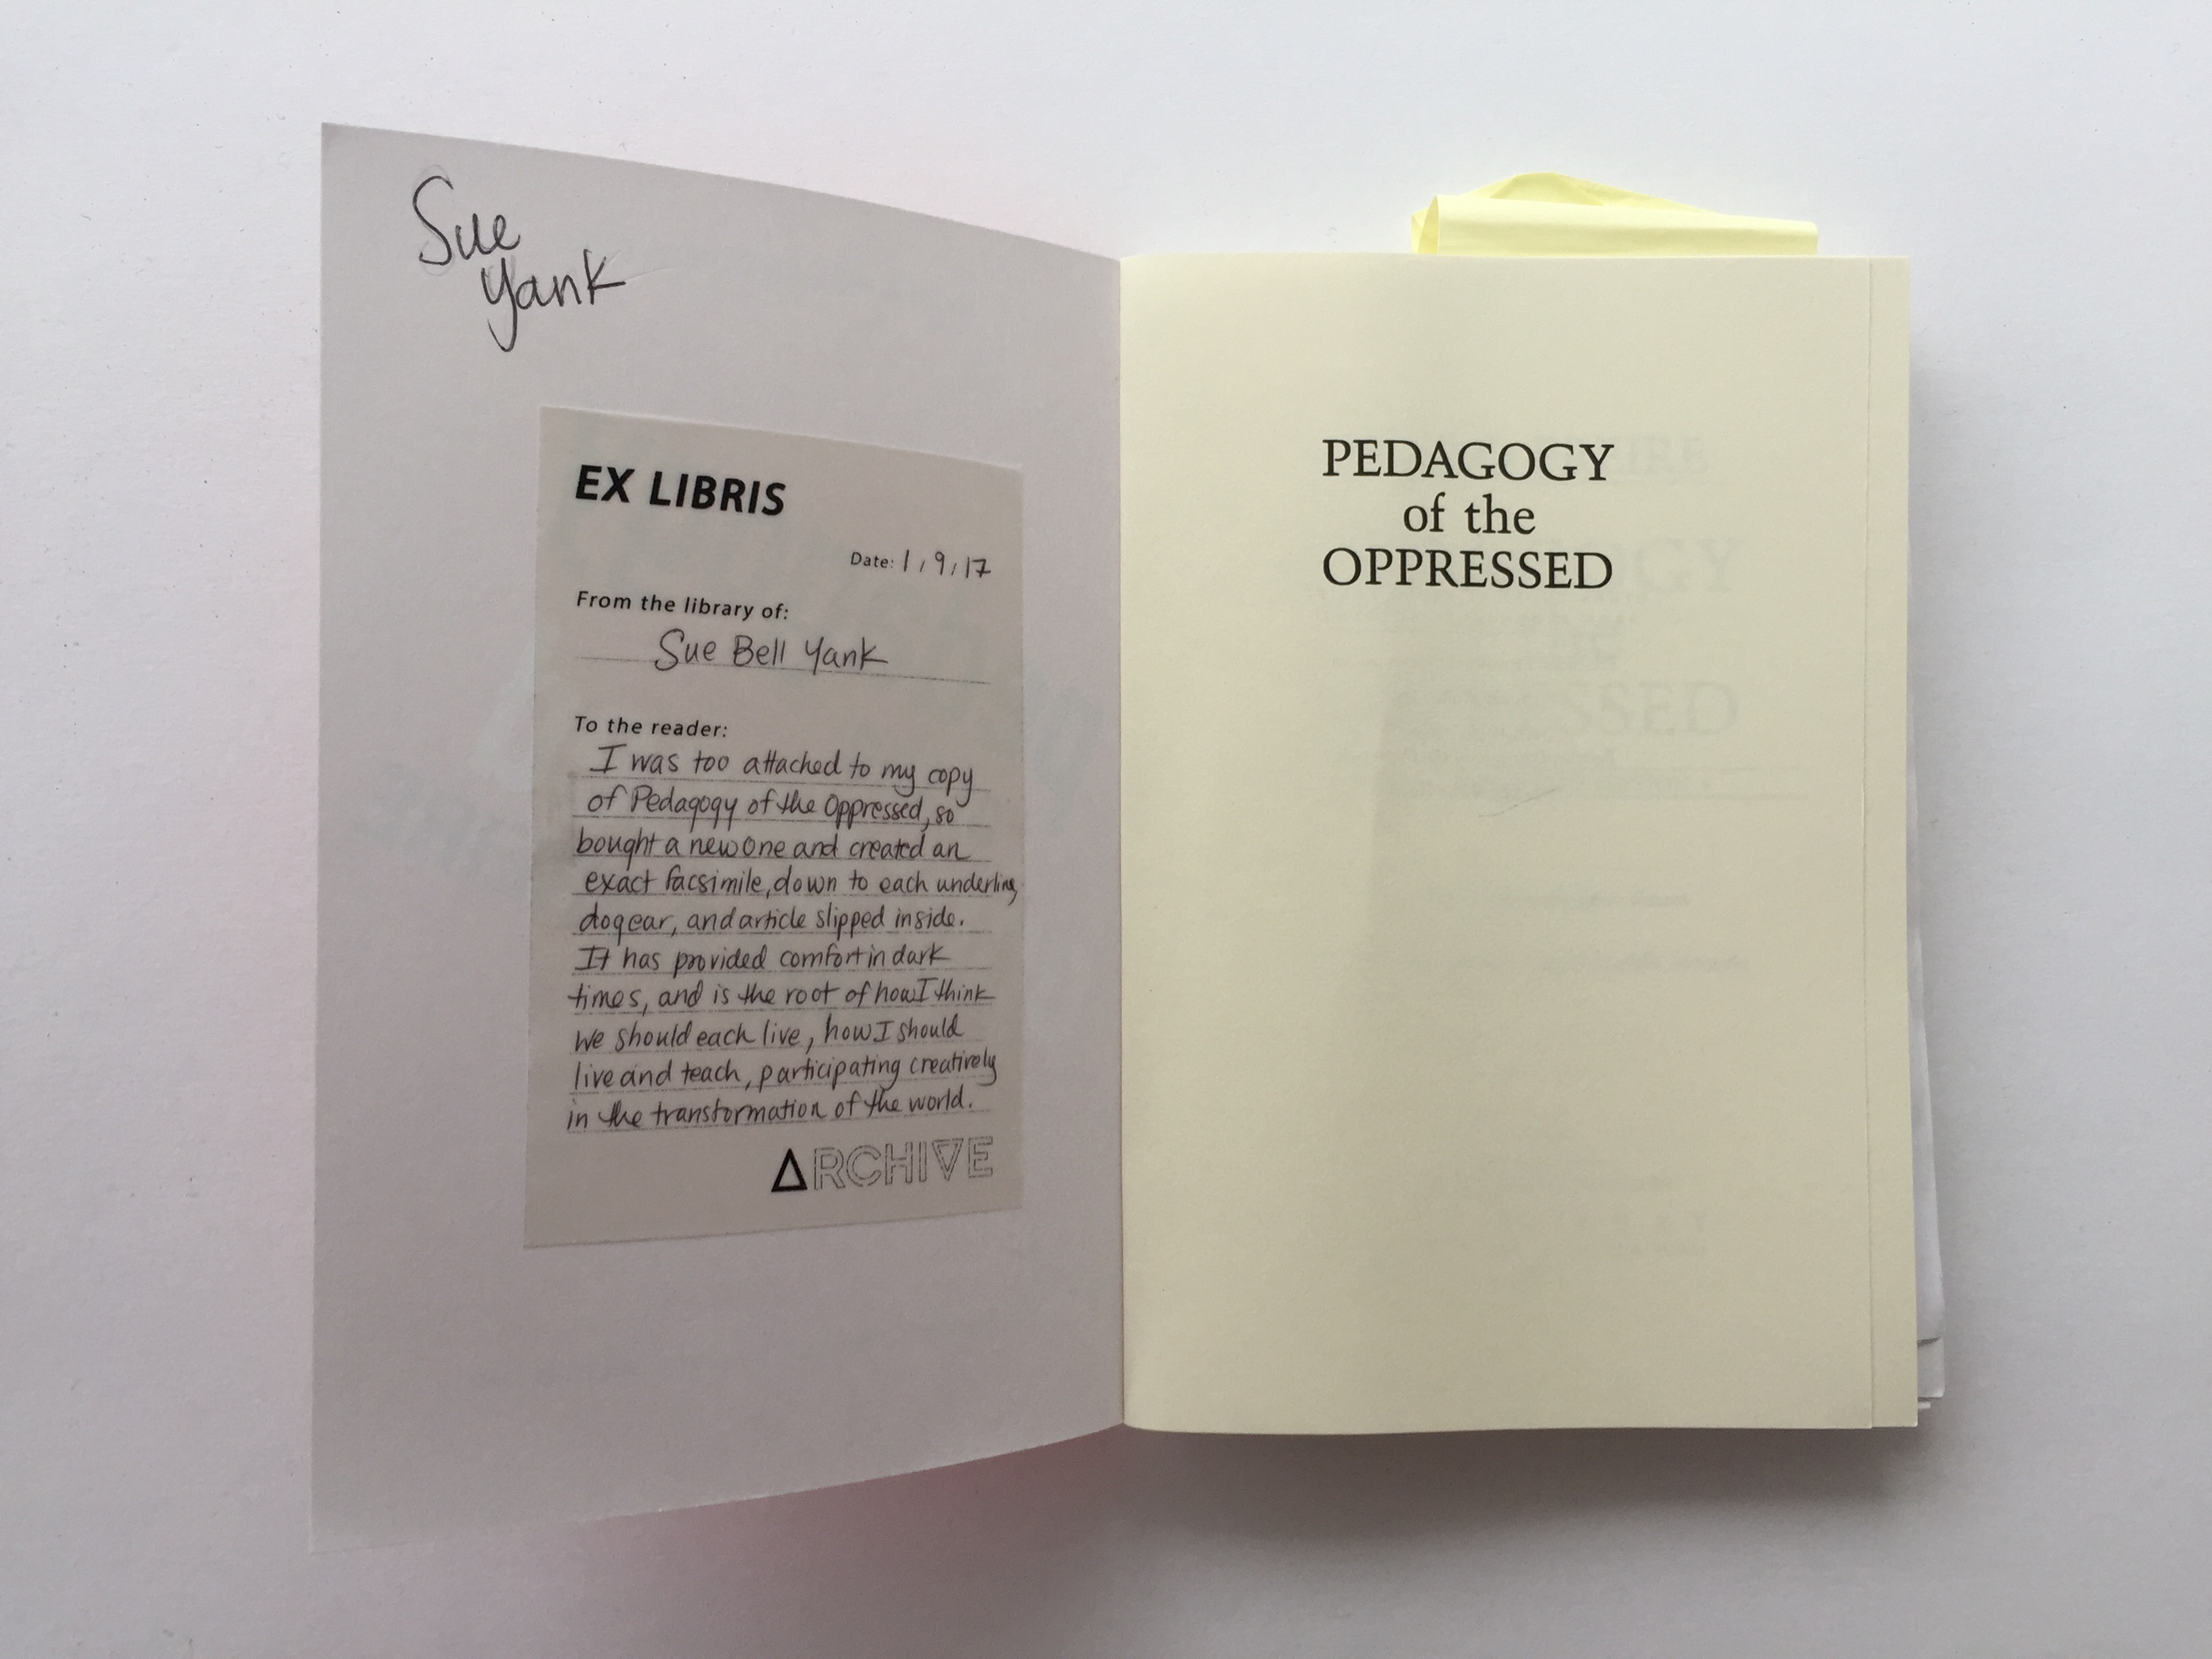 Sue
Yank
EX LIBRIS
Date: 1/9/17
From the library of:
Sue Bell Yank
To the reader:
I was too attached to my copy
of Pedagogy of the Oppressed, so
bought a new one and created an
exact facsimile, down to each underline,
dogear, and article slipped inside.
It has provided comfort in dark
times, and is the root of how I think
we should each live, how I should
live and teach, participating creatively
in the transformation of the world.
ARCHIVE
PEDAGOGY
of the
OPPRESSED